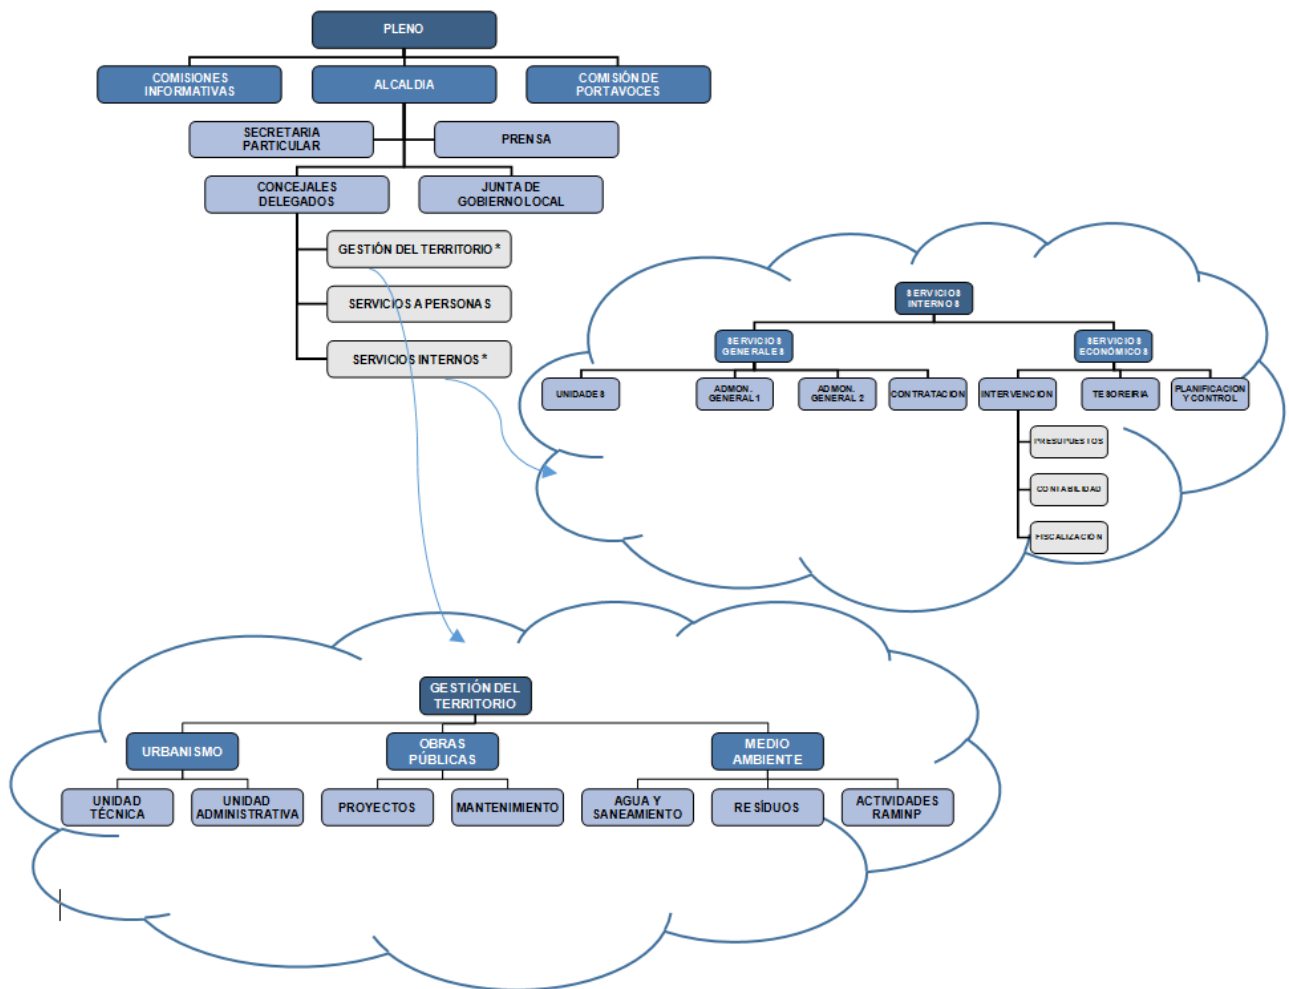 PLENO
COMISIONES
INFORMATIVAS
ALCALDIA
COMISIÓN DE
PORTAVOCES
SECRETARIA
PARTICULAR
PRENSA
CONCEJALES
DELEGADOS
JUNTA DE
GOBIERNO LOCAL
GESTIÓN DEL TERRITORIO *
SERVICIOS A PERSONAS
SERVICIOS INTERNOS *
SERVICIOS
INTERNOS
SERVICIOS
GENERALES
SERVICIOS
ECONÓMICOS
UNIDADES
ADMON.
GENERAL 1
ADMON.
GENERAL 2
CONTRATACION
INTERVENCION
TESOREIRIA
PLANIFICACION
Y CONTROL
PRESUPUESTOS
CONTABILIDAD
FISCALIZACIÓN
GESTIÓN DEL
TERRITORIO
URBANISMO
OBRAS
PÚBLICAS
MEDIO
AMBIENTE
UNIDAD
TÉCNICA
UNIDAD
ADMINISTRATIVA
PROYECTOS
MANTENIMIENTO
AGUA Y
SANEAMIENTO
RESÍDUOS
ACTIVIDADES
RAMINP